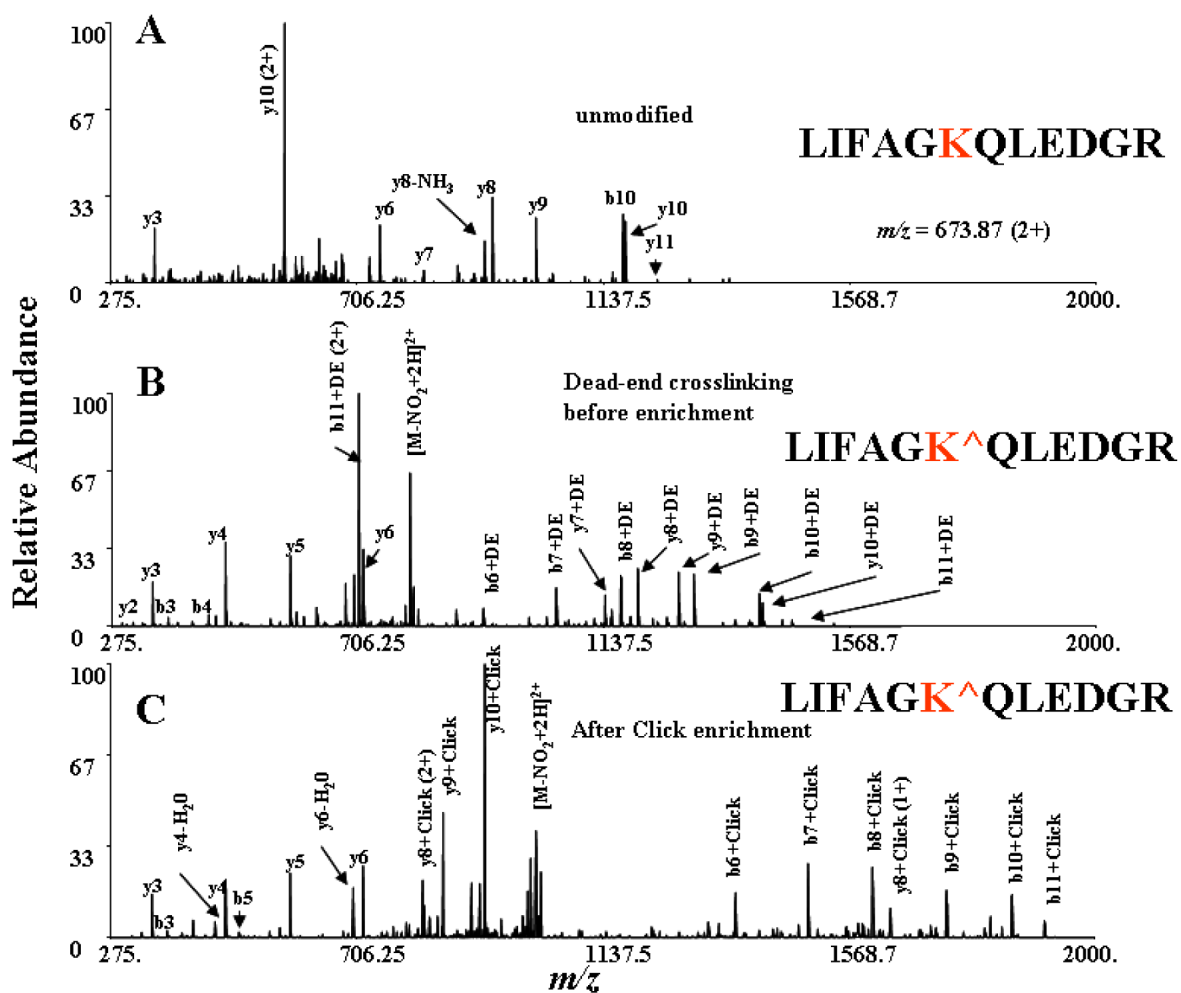 Relative Abundance
A
100
67
33
0
y3
y10 (2+)
y6
y7
y8-NH3
y8
y9
b10
y10
y11
unmodified
LIFAGKQLEDGR
m/z = 673.87 (2+)
275.
706.25
1137.5
1568.7
2000.
B
100
67
33
0
y2
y3
b3
b4
y4
y5
b11+DE (2+)
y6
[M-NO2+2H]2+
b6+DE
b7+DE
y7+DE
b8+DE
y8+DE
y9+DE
b9+DE
b10+DE
y10+DE
b11+DE
Dead-end crosslinking
before enrichment
LIFAGK^QLEDGR
275.
706.25
1137.5
1568.7
2000.
C
100
67
33
0
y3
b3
y4-H20
y4
b5
y5
y6-H20
y6
y8+Click (2+)
y9+Click
y10+Click
[M-NO2+2H]2+
b6+Click
b7+Click
b8+Click
y8+Click (1+)
b9+Click
b10+Click
b11+Click
After Click enrichment
LIFAGK^QLEDGR
275.
706.25
1137.5
1568.7
2000.
m/z